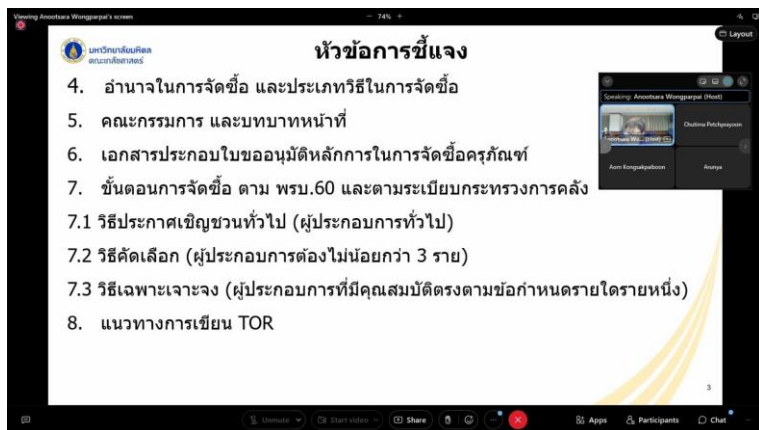 Viewing Anootsara Wongparpai's screen
74%
Layout
มหาวิทยาลัยมหิดล
คณะเภสัชศาสตร์
หัวข้อการชี้แจง
4. อำนาจในการจัดซื้อ และประเภทวิธีในการจัดซื้อ
5. คณะกรรมการ และบทบาทหน้าที่
6. เอกสารประกอบใบขออนุมัติหลักการในการจัดซื้อครุภัณฑ์
7. ขั้นตอนการจัดซื้อ ตาม พรบ.60 และตามระเบียบกระทรวงการคลัง
7.1 วิธีประกาศเชิญชวนทั่วไป (ผู้ประกอบการทั่วไป)
7.2 วิธีคัดเลือก (ผู้ประกอบการต้องไม่น้อยกว่า 3 ราย)
7.3 วิธีเฉพาะเจาะจง (ผู้ประกอบการที่มีคุณสมบัติตรงตามข้อกำหนดรายใดรายหนึ่ง)
8. แนวทางการเขียน TOR
3
Speaking: Anootsara Wongparpai (Host)
Anootsara Wo... (Host)
Chutima Petchprayoon
Aom Kongsakpaiboon
Arunya
Unmute
Start video
Share
Apps
Participants
Chat